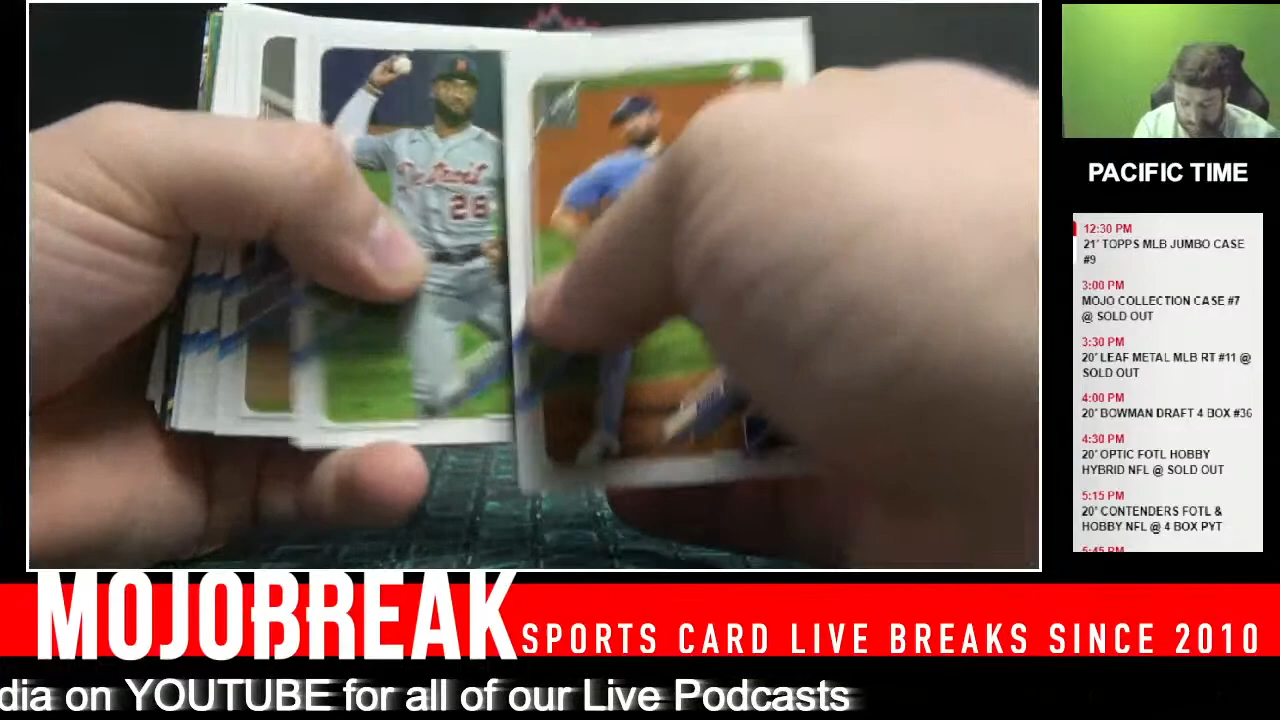 Detroit
28
PACIFIC TIME
12:30 PM
21' TOPPS MLB JUMBO CASE
#9
3:00 PM
MOJO COLLECTION CASE #7
@ SOLD OUT
3:30 PM
20' LEAF METAL MLB RT #11 @
SOLD OUT
4:00 PM
20' BOWMAN DRAFT 4 BOX #36
4:30 PM
20' OPTIC FOTL HOBBY
HYBRID NFL @ SOLD OUT
5:15 PM
20' CONTENDERS FOTL &
HOBBY NFL @ 4 BOX PYT
5:45 PM
MOJOBREAK
SPORTS CARD LIVE BREAKS SINCE 2010
dia on YOUTUBE for all of our Live Podcasts